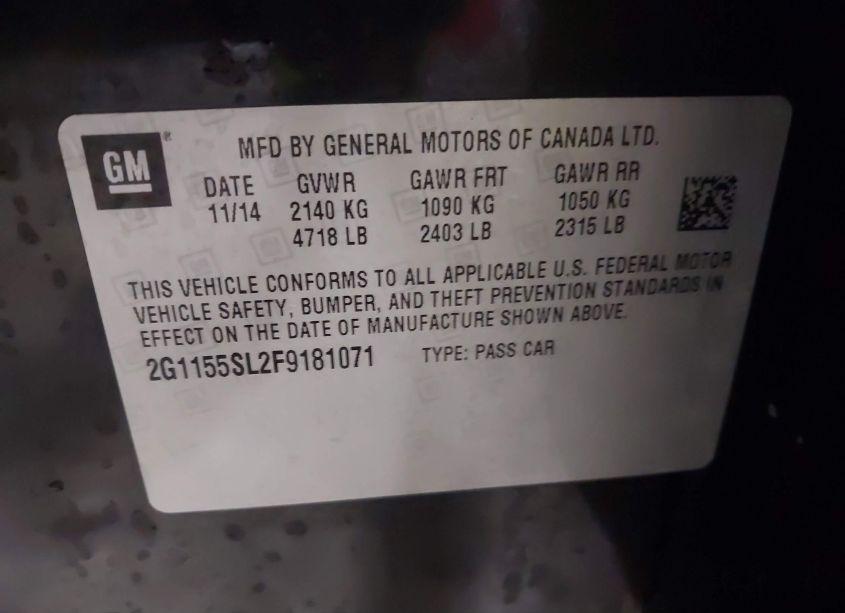 GM®
MFD BY GENERAL MOTORS OF CANADA LTD.
DATE GVWR GAWR FRT GAWR RR
11/14 2140 KG 1090 KG 1050 KG
4718 LB 2403 LB 2315 LB
THIS VEHICLE CONFORMS TO ALL APPLICABLE U.S. FEDERAL MOTOR
VEHICLE SAFETY, BUMPER, AND THEFT PREVENTION STANDARDS IN
EFFECT ON THE DATE OF MANUFACTURE SHOWN ABOVE.
2G1155SL2F9181071 TYPE: PASS CAR